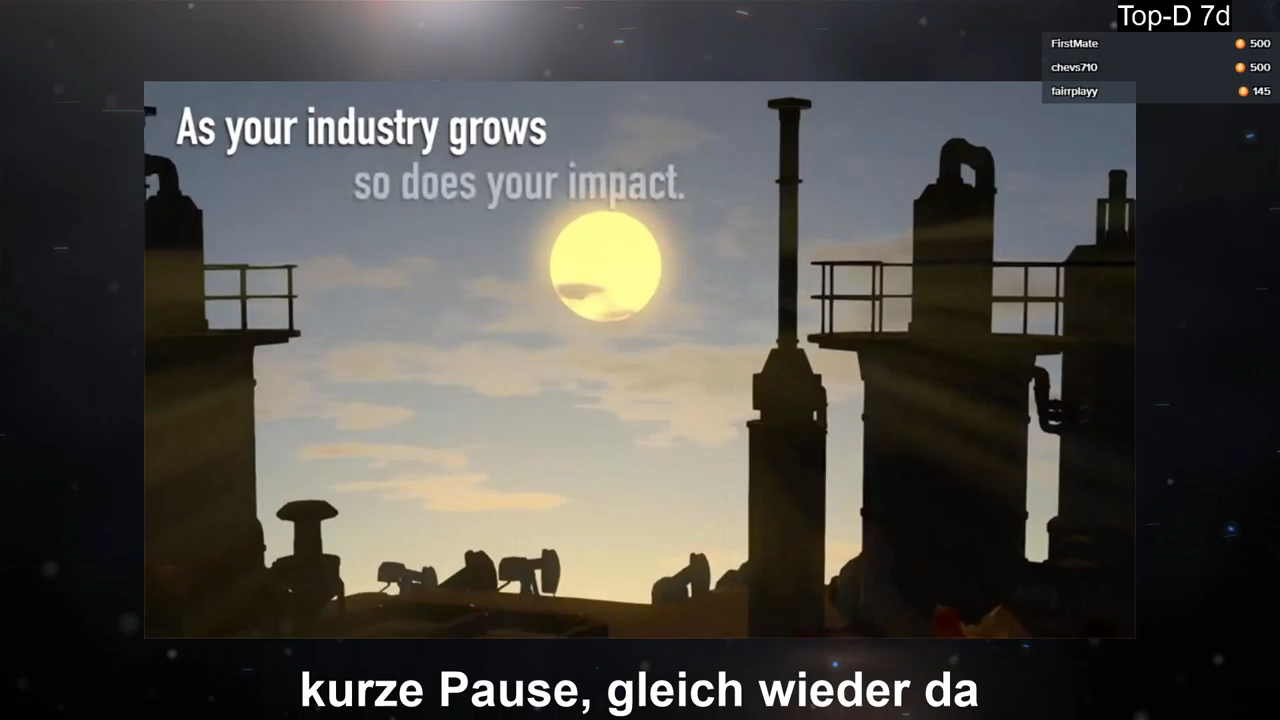 Top-D 7d
FirstMate 500
chevs710 500
fairrplayy 145
As your industry grows
so does your impact.
kurze Pause, gleich wieder da